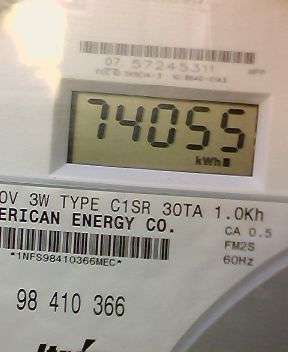 07 57245311
74055
kWh
0V 3W TYPE C1SR 30TA 1.0Kh
ERICAN ENERGY CO.
CA 0.5
FM2S
*1NFS98410366MEC*
60Hz
98 410 366